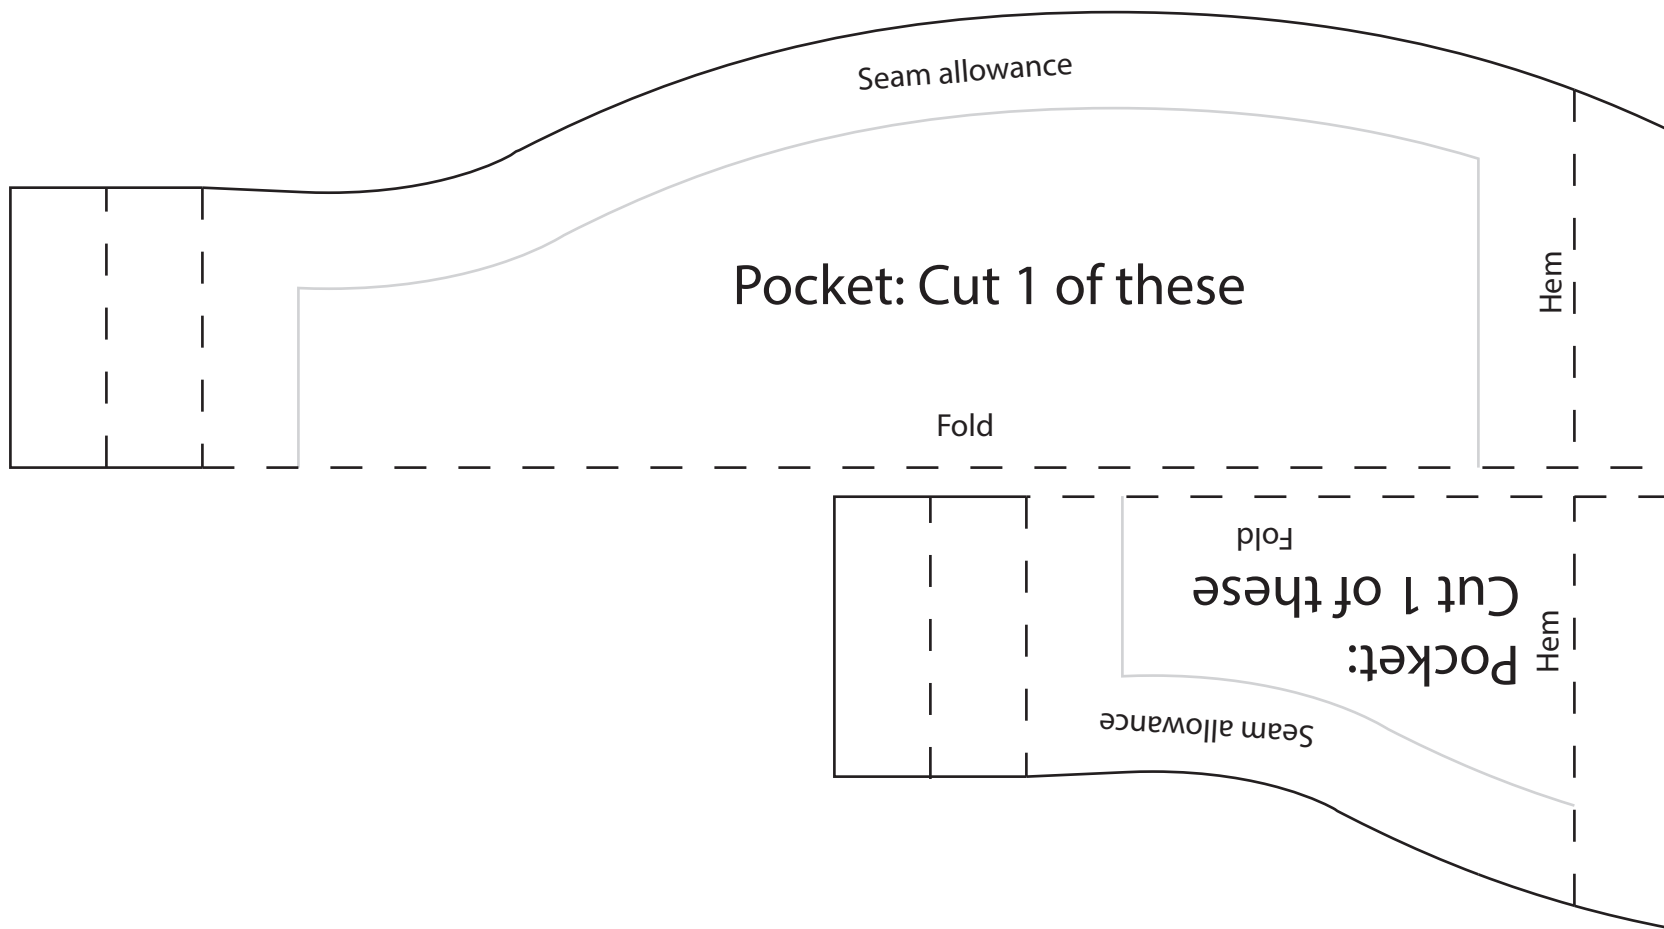 Seam allowance
Pocket: Cut 1 of these
Hem
Fold
Fold
Pocket:
Cut 1 of these
Hem
Seam allowance